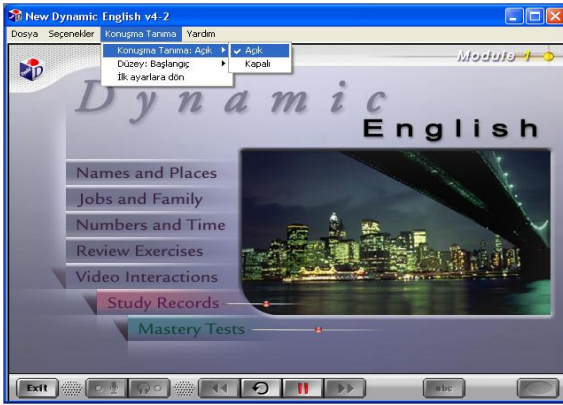 New Dynamic English v4-2
Dosya Seçenekler Konuşma Tanıma Yardım
Konuşma Tanıma: Açık
Açık
Düzey: Başlangıç
Kapalı
İlk ayarlara dön
Module 1
Dynamic
English
Names and Places
Jobs and Family
Numbers and Time
Review Exercises
Video Interactions
Study Records
Mastery Tests
Exit
abc